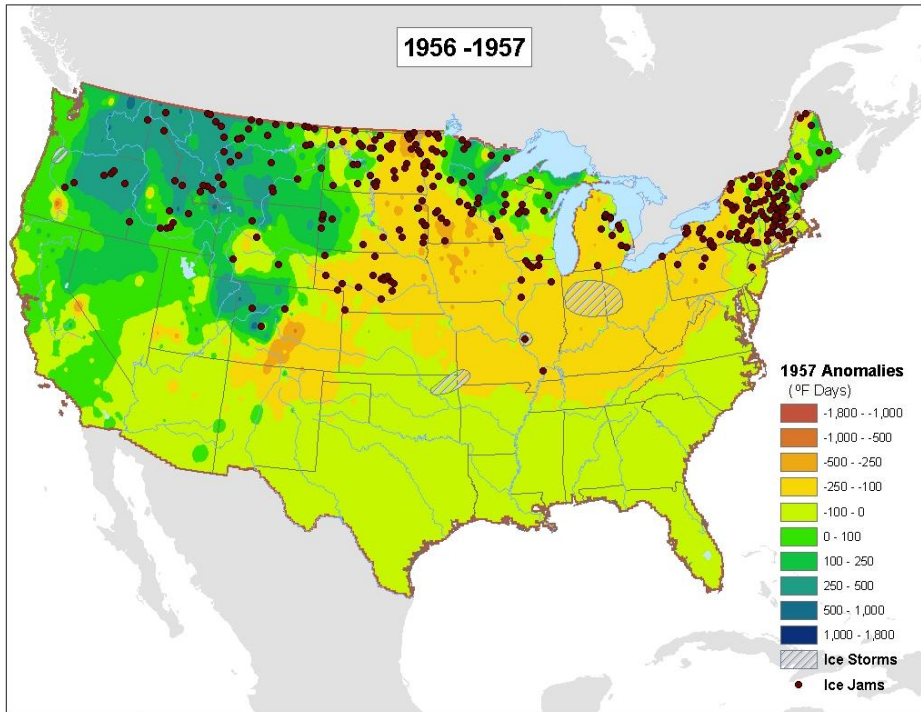 1956 -1957
1957 Anomalies
(ºF Days)
-1,800 - -1,000
-1,000 - -500
-500 - -250
-250 - -100
-100 - 0
0 - 100
100 - 250
250 - 500
500 - 1,000
1,000 - 1,800
Ice Storms
Ice Jams